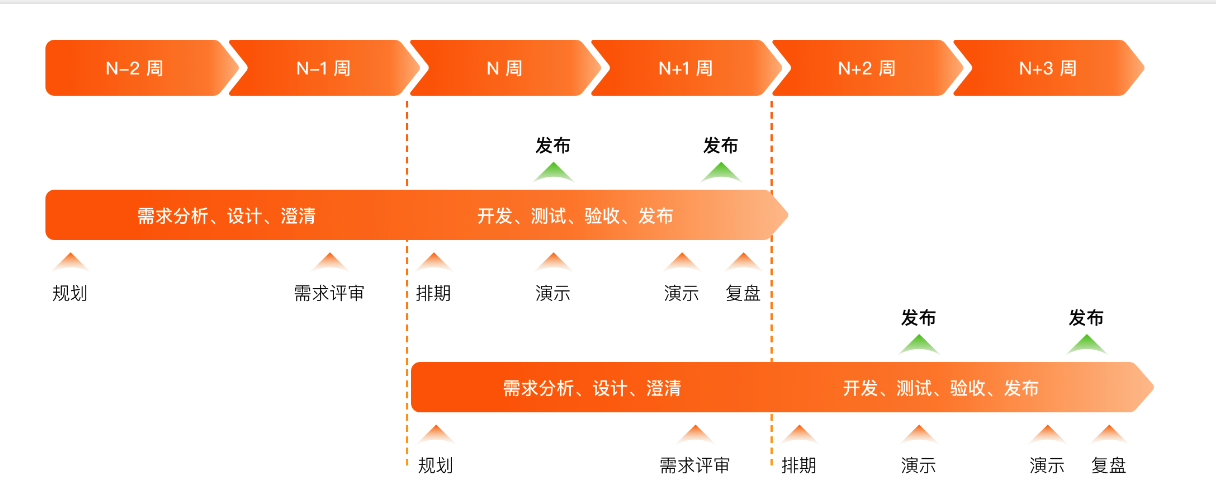 N-2 周 N-1 周 N 周 N+1 周 N+2 周 N+3 周
发布 发布
需求分析、设计、澄清 开发、测试、验收、发布
规划 需求评审 排期 演示 演示 复盘
发布 发布
需求分析、设计、澄清 开发、测试、验收、发布
规划 需求评审 排期 演示 演示 复盘